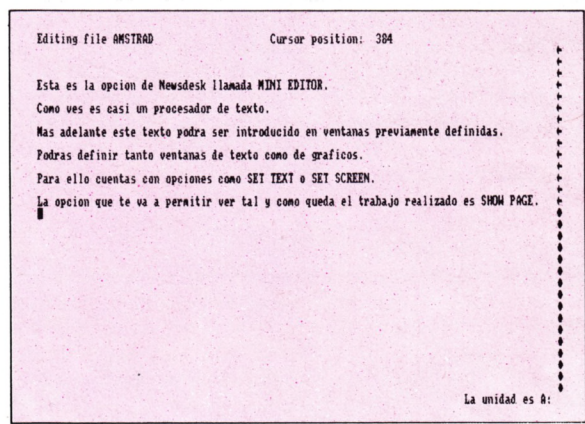 Editing file AMSTRAD Cursor position: 384
Esta es la opcion de Newsdesk llamada MINI EDITOR.
Como ves es casi un procesador de texto.
Mas adelante este texto podra ser introducido en ventanas previamente definidas.
Podras definir tanto ventanas de texto como de graficos.
Para ello cuentas con opciones como SET TEXT o SET SCREEN.
La opcion que te va a permitir ver tal y como queda el trabajo realizado es SHOW PAGE.
La unidad es A: